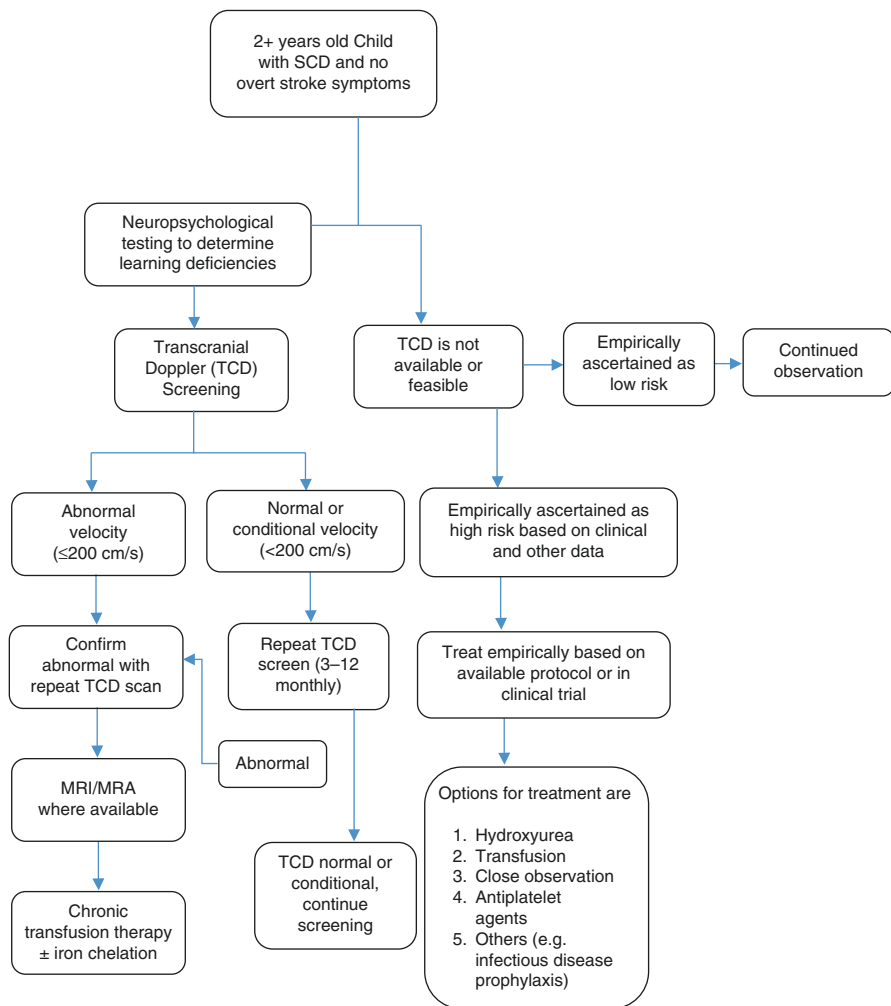 2+ years old Child
with SCD and no
overt stroke symptoms
Neuropsychological
testing to determine
learning deficiencies
Transcranial
Doppler (TCD)
Screening
TCD is not
available or
feasible
Empirically
ascertained as
low risk
Continued
observation
Abnormal
velocity
(≤200 cm/s)
Normal or
conditional velocity
(<200 cm/s)
Empirically ascertained as
high risk based on clinical
and other data
Confirm
abnormal with
repeat TCD scan
Repeat TCD
screen (3–12
monthly)
Treat empirically based on
available protocol or in
clinical trial
Abnormal
MRI/MRA
where available
Options for treatment are
1. Hydroxyurea
2. Transfusion
3. Close observation
4. Antiplatelet
agents
5. Others (e.g.
infectious disease
prophylaxis)
TCD normal or
conditional,
continue
screening
Chronic
transfusion therapy
± iron chelation